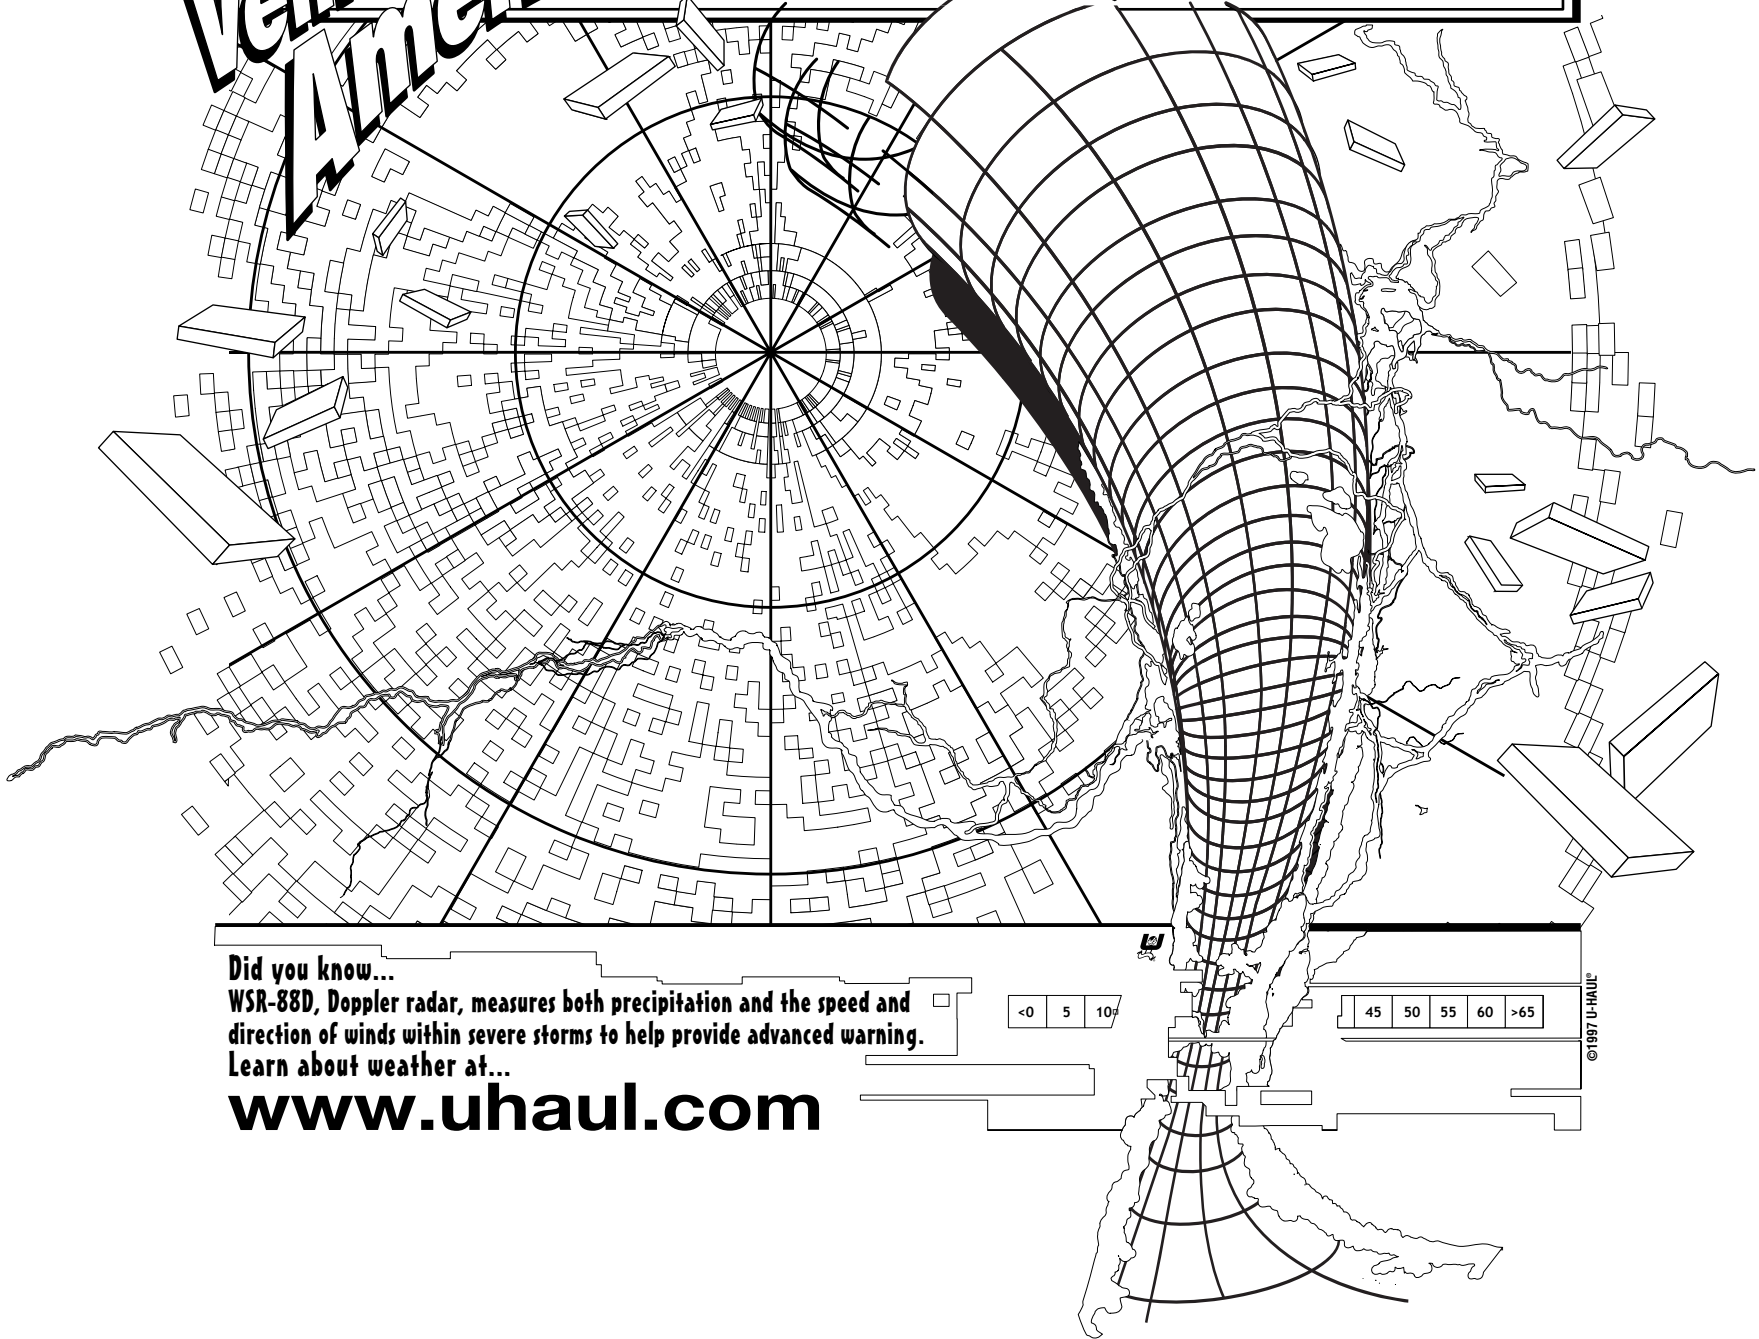 Did you know...
WSR-88D, Doppler radar, measures both precipitation and the speed and
direction of winds within severe storms to help provide advanced warning.
Learn about weather at...
www.uhaul.com
<0 5 10
45 50 55 60 >65
©1997 U-HAUL®